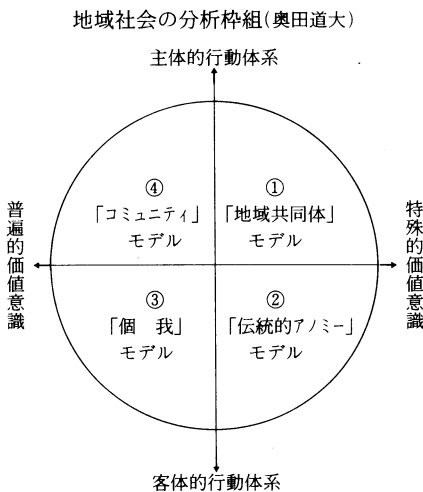 地域社会の分析枠組(奥田道大)
主体的行動体系
④
「コミュニティ」
モデル
①
「地域共同体」
モデル
普遍的価値意識
特殊的価値意識
③
「個　我」
モデル
②
「伝統的アノミー」
モデル
客体的行動体系